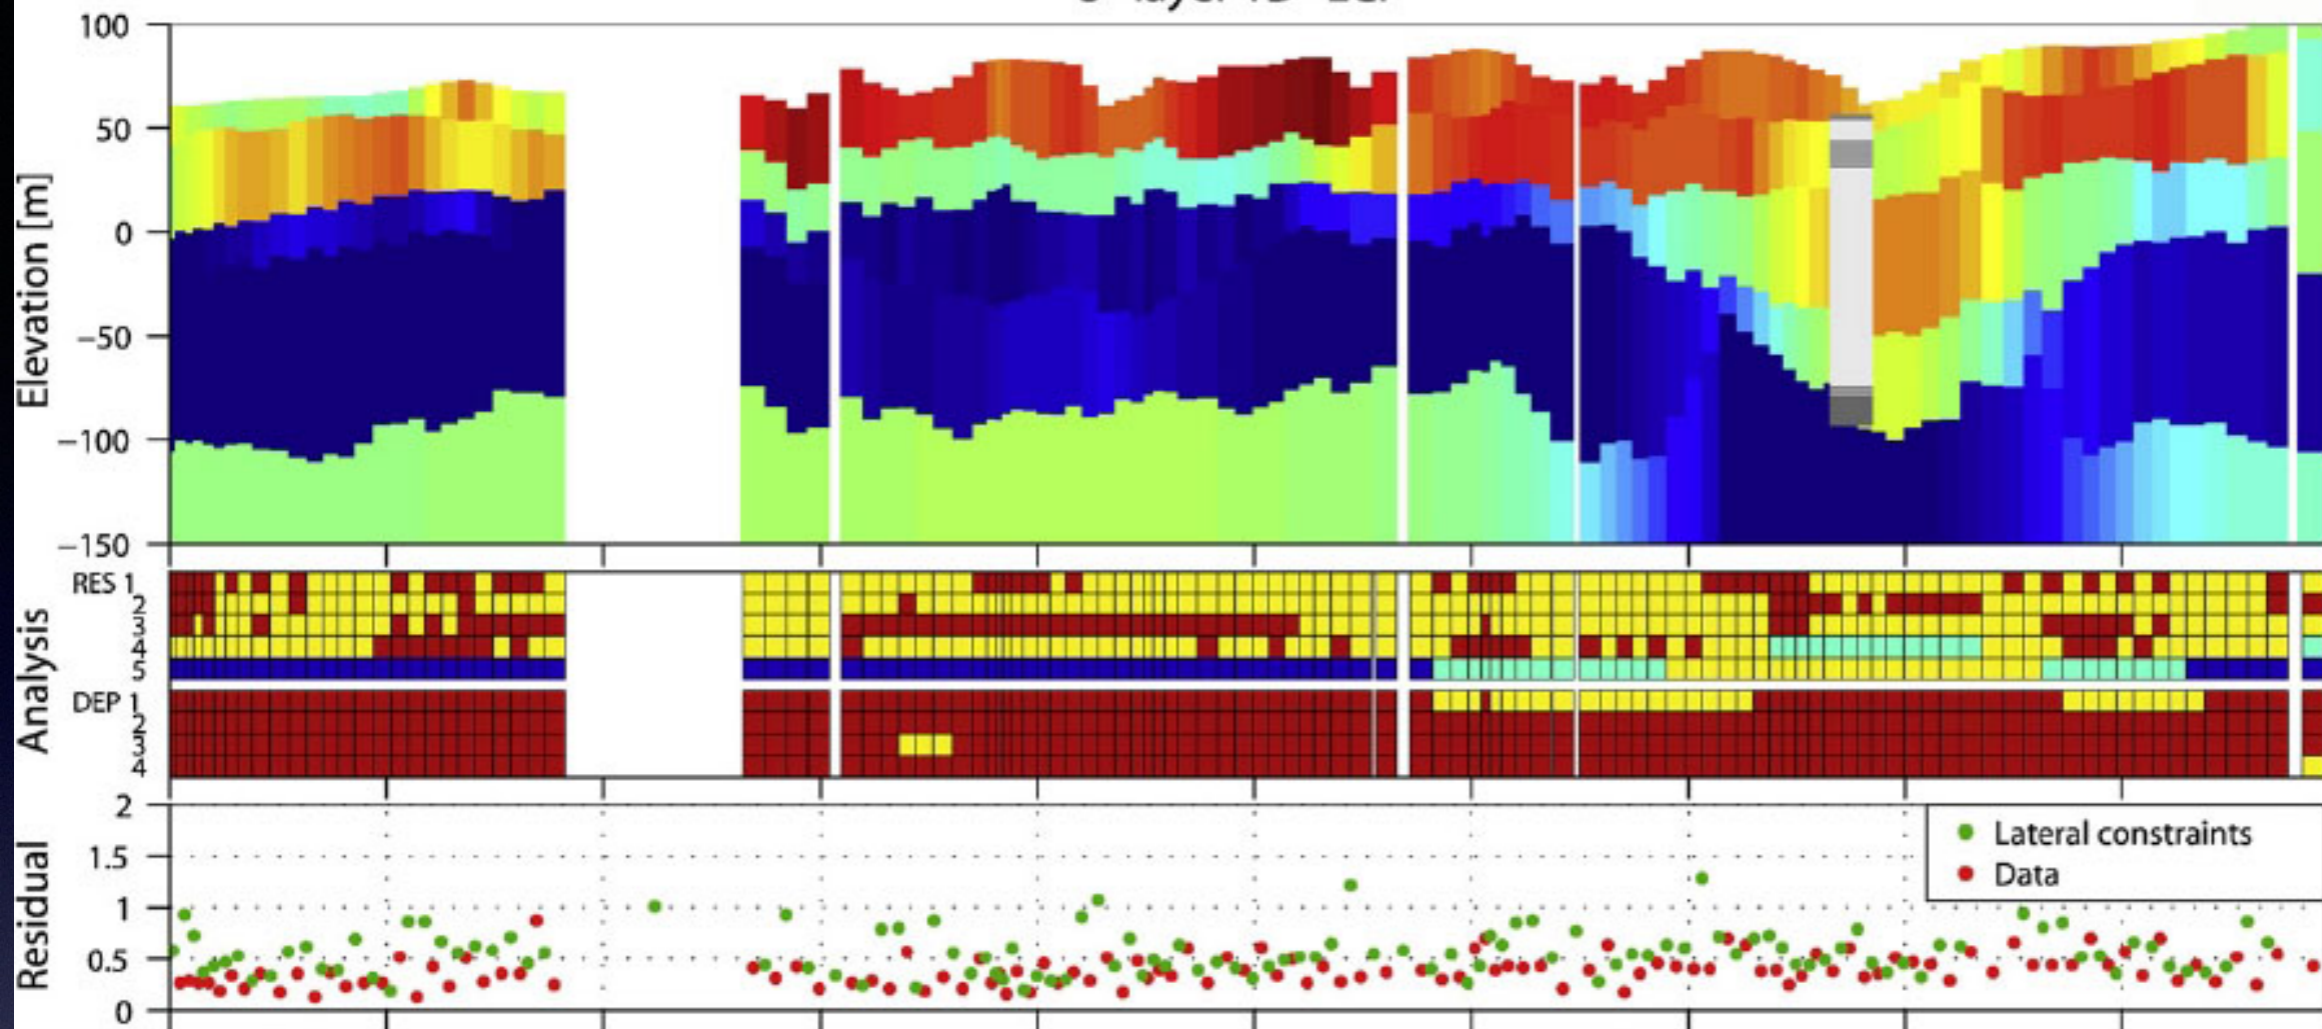 100
50
0
−50
−100
−150
Elevation [m]
RES 1
2
3
4
5
DEP 1
2
3
4
Analysis
2
1.5
1
0.5
0
Residual
Lateral constraints
Data